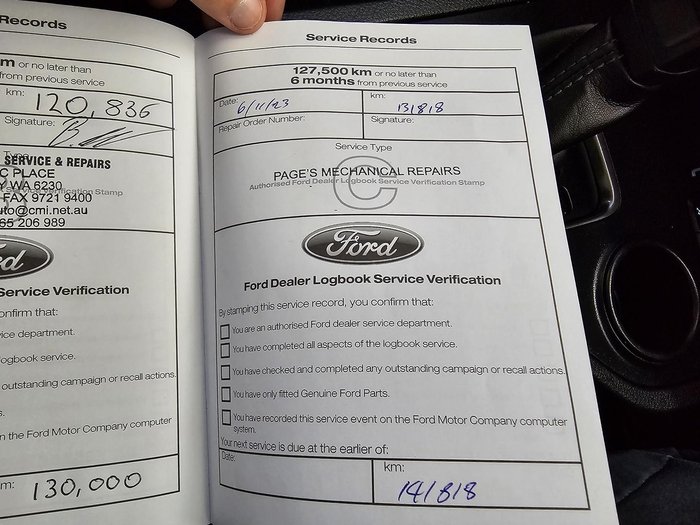 Records
m or no later than
from previous service
km:
120,836
Signature:
Type
SERVICE & REPAIRS
C PLACE
Y WA 6230
FAX 9721 9400
uto@cmi.net.au
65 206 989
Service Verification Stamp
rd
Service Verification
onfirm that:
ice department.
logbook service.
outstanding campaign or recall actions.
s.
n the Ford Motor Company computer
m: 130,000
Service Records
127,500 km or no later than
6 months from previous service
Date: 6/11/23
km: 131818
Repair Order Number:
Signature:
Service Type
C
PAGE'S MECHANICAL REPAIRS
Authorised Ford Dealer Logbook Service Verification Stamp
Ford
Ford Dealer Logbook Service Verification
By stamping this service record, you confirm that:
You are an authorised Ford dealer service department.
You have completed all aspects of the logbook service.
You have checked and completed any outstanding campaign or recall actions.
You have only fitted Genuine Ford Parts.
You have recorded this service event on the Ford Motor Company computer
system.
Your next service is due at the earlier of:
Date:
km:
141818